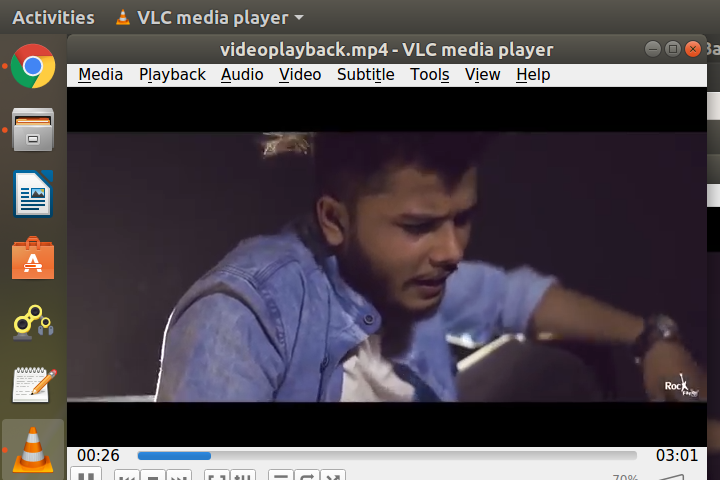 Activities VLC media player
videoplayback.mp4 - VLC media player
Media Playback Audio Video Subtitle Tools View Help
Rock
00:26 03:01
70%